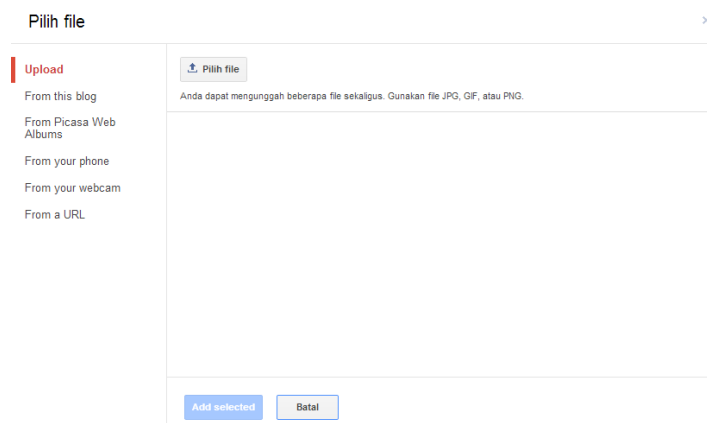 Pilih file
Upload
From this blog
From Picasa Web
Albums
From your phone
From your webcam
From a URL
Pilih file
Anda dapat mengunggah beberapa file sekaligus. Gunakan file JPG, GIF, atau PNG.
Add selected
Batal